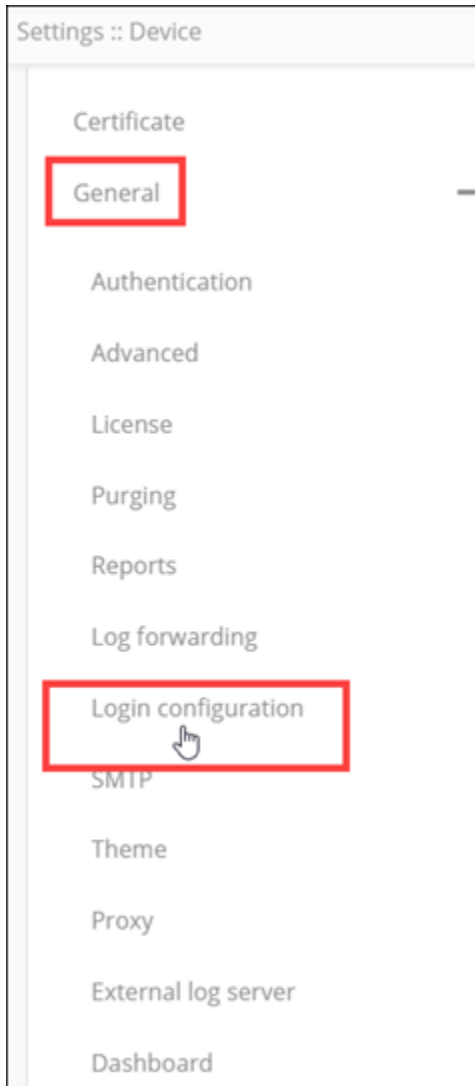 Settings :: Device
Certificate
General
Authentication
Advanced
License
Purging
Reports
Log forwarding
Login configuration
SMTP
Theme
Proxy
External log server
Dashboard